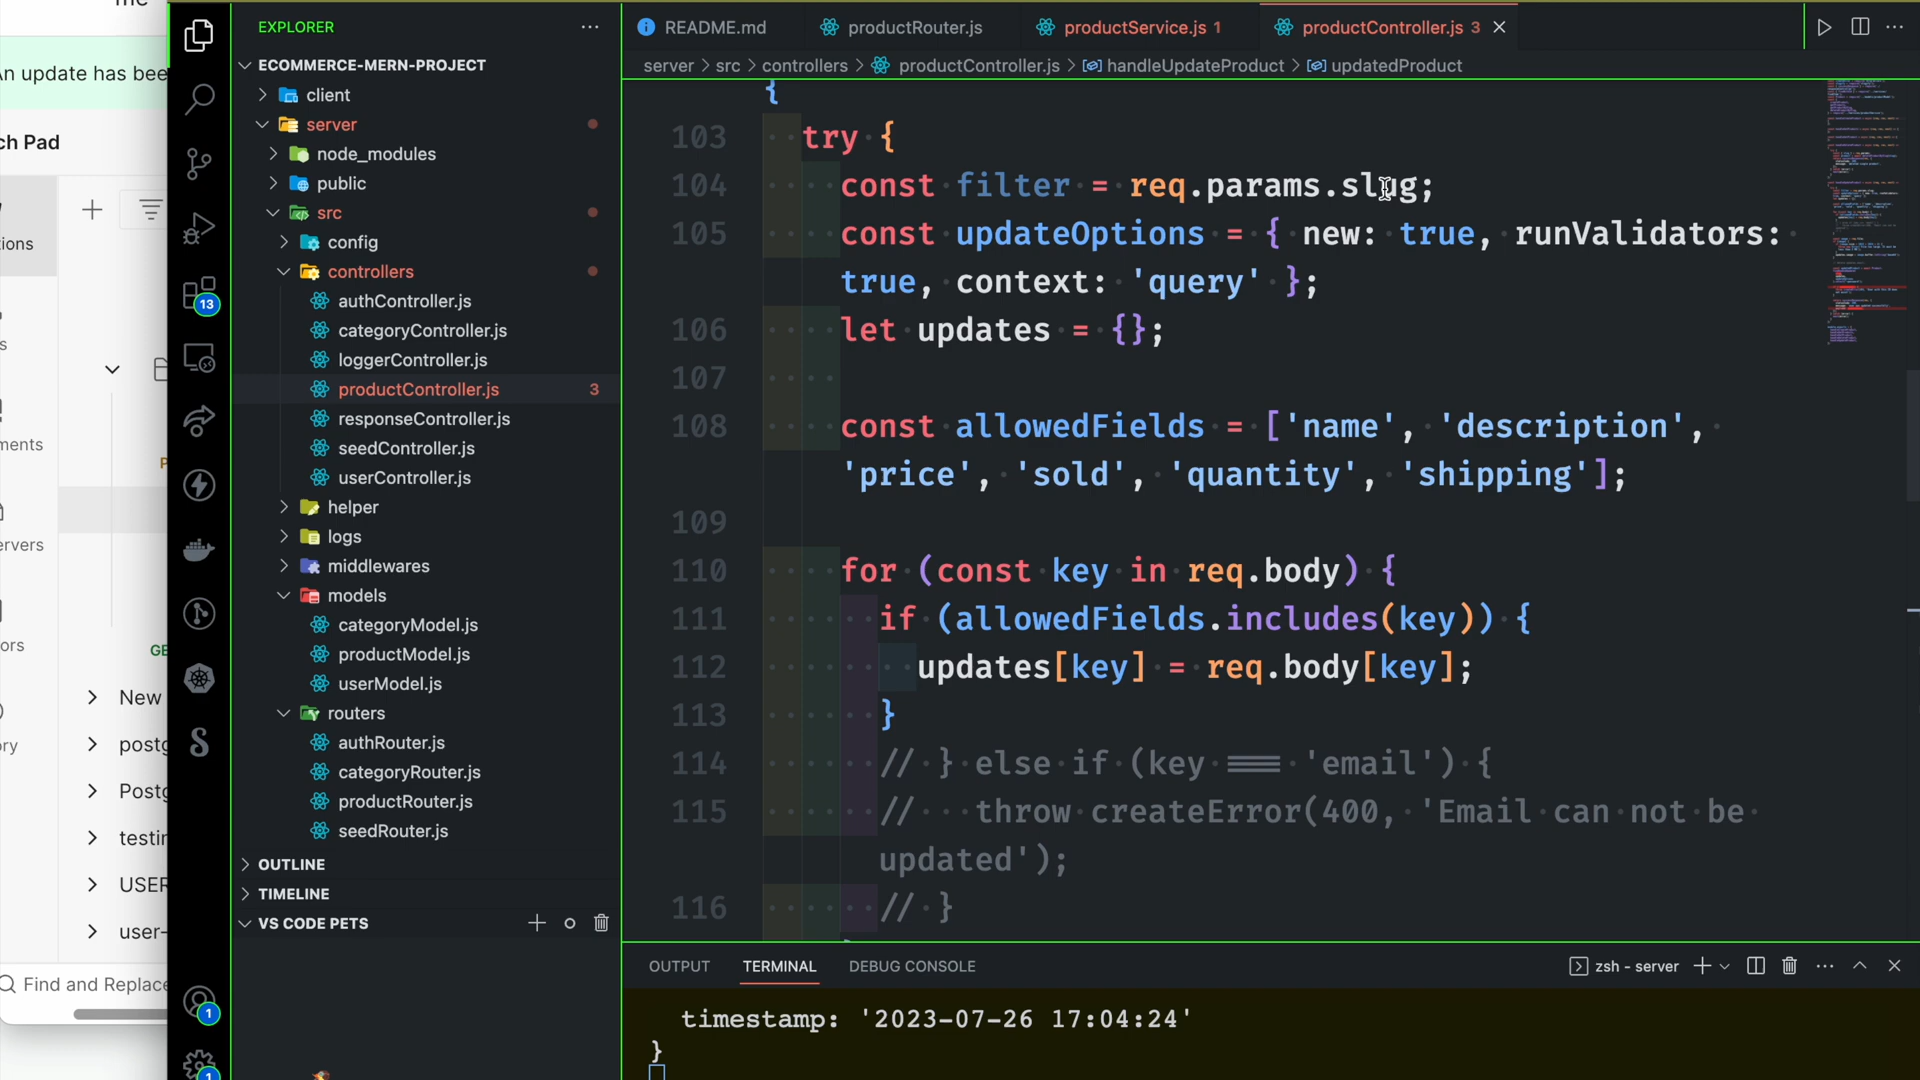 me
An update has bee
ch Pad
ions
s
ments
ervers
ors
ory
GE
New
postg
Postg
testin
USER
user-
Find and Replace
13
1
1
EXPLORER
ECOMMERCE-MERN-PROJECT
client
server
node_modules
public
src
config
controllers
authController.js
categoryController.js
loggerController.js
productController.js 3
responseController.js
seedController.js
userController.js
helper
logs
middlewares
models
categoryModel.js
productModel.js
userModel.js
routers
authRouter.js
categoryRouter.js
productRouter.js
seedRouter.js
OUTLINE
TIMELINE
VS CODE PETS
README.md productRouter.js productService.js 1 productController.js 3
server > src > controllers > productController.js > handleUpdateProduct > updatedProduct
{
103 try {
104 const filter = req.params.slug;
105 const updateOptions = { new: true, runValidators:
true, context: 'query' };
106 let updates = {};
107
108 const allowedFields = ['name', 'description',
'price', 'sold', 'quantity', 'shipping'];
109
110 for (const key in req.body) {
111 if (allowedFields.includes(key)) {
112 updates[key] = req.body[key];
113 }
114 // } else if (key === 'email') {
115 // throw createError(400, 'Email can not be
updated');
116 // }
OUTPUT TERMINAL DEBUG CONSOLE zsh - server
timestamp: '2023-07-26 17:04:24'
}